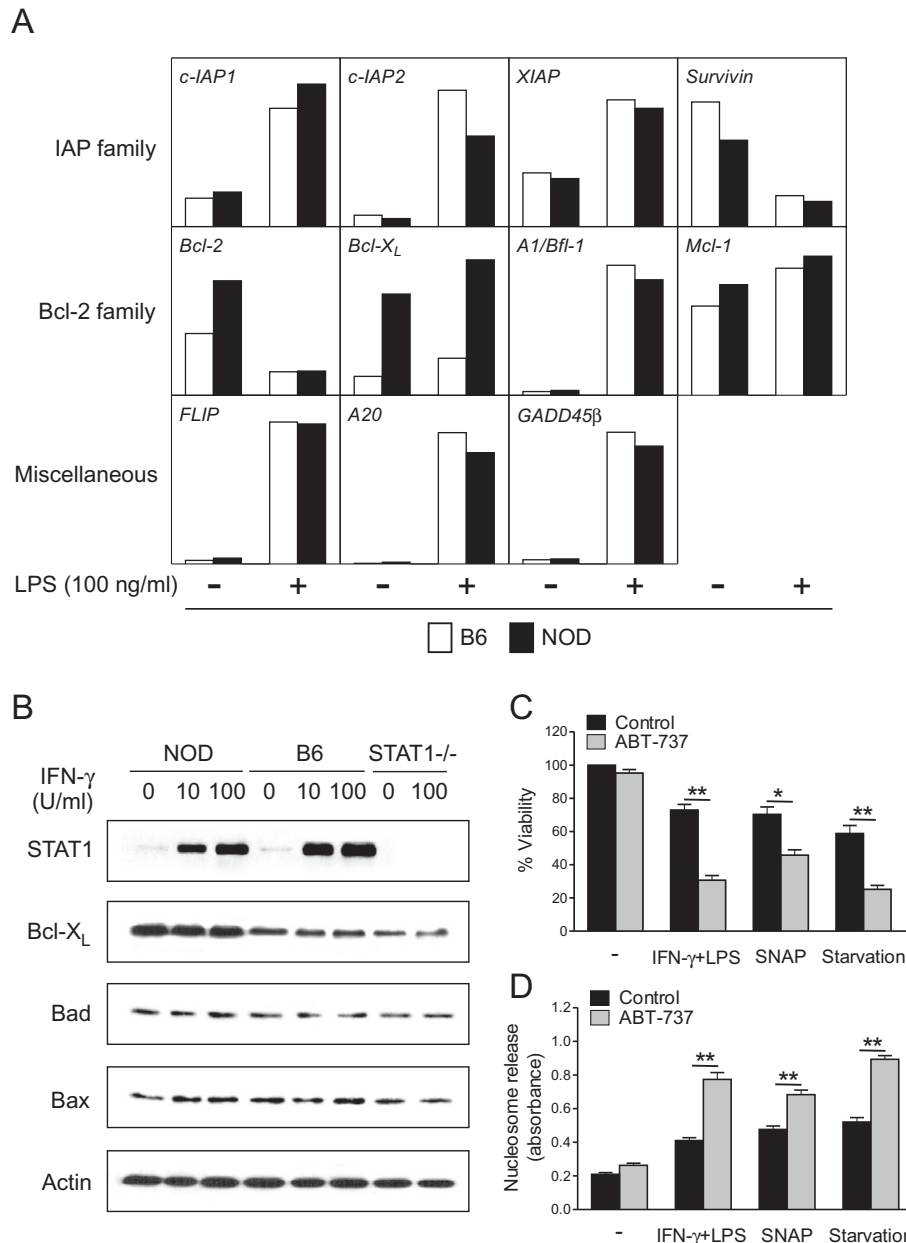 A
c-IAP1 c-IAP2 XIAP Survivin
IAP family
Bcl-2 Bcl-XL A1/Bfl-1 Mcl-1
Bcl-2 family
FLIP A20 GADD45β
Miscellaneous
LPS (100 ng/ml) - + - + - + - +
B6 NOD
B
NOD B6 STAT1-/-
IFN-γ
(U/ml) 0 10 100 0 10 100 0 100
STAT1
Bcl-XL
Bad
Bax
Actin
C
Control
ABT-737
% Viability
120
100
80
60
40
20
0
** * **
- IFN-γ+LPS SNAP Starvation
D
Control
ABT-737
Nucleosome release
(absorbance)
1.2
1.0
0.8
0.6
0.4
0.2
0.0
** ** **
- IFN-γ+LPS SNAP Starvation